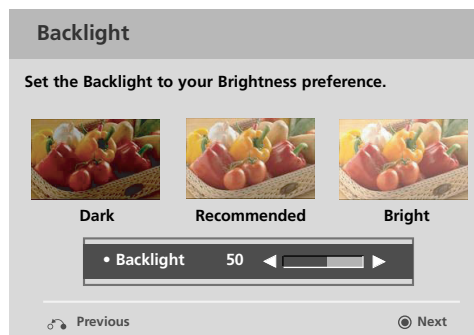 Backlight
Set the Backlight to your Brightness preference.
Dark Recommended Bright
• Backlight 50
Previous Next